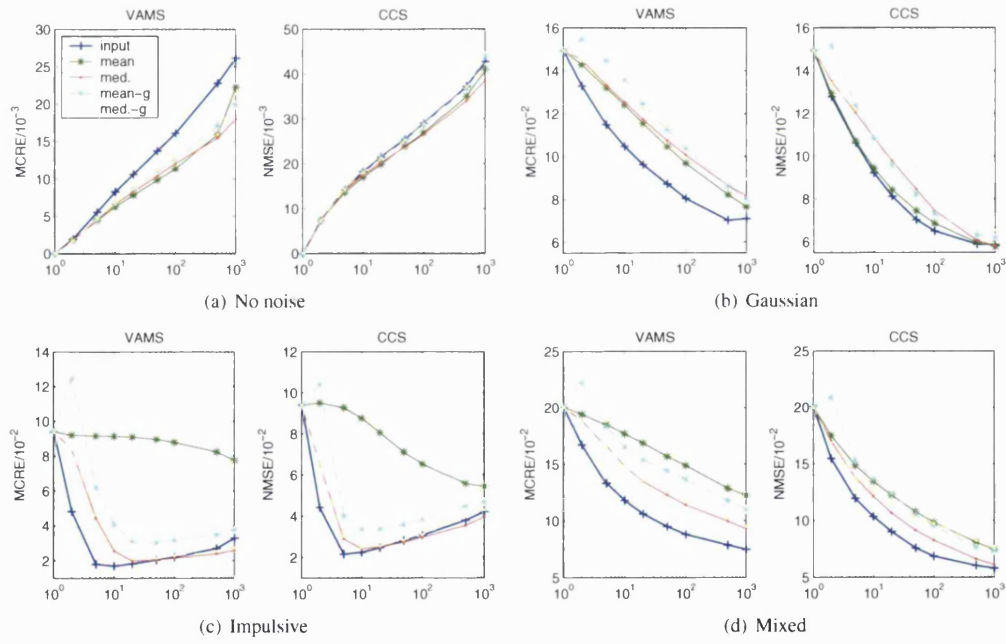 VAMS
CCS
VAMS
CCS
MCRE/10⁻³
30
25
20
15
10
5
0
input
mean
med.
mean-g
med.-g
10⁰ 10¹ 10² 10³
NMSE/10⁻³
50
40
30
20
10
0
10⁰ 10¹ 10² 10³
MCRE/10⁻²
16
14
12
10
8
6
10⁰ 10¹ 10² 10³
NMSE/10⁻²
16
14
12
10
8
6
10⁰ 10¹ 10² 10³
(a) No noise
(b) Gaussian
VAMS
CCS
VAMS
CCS
MCRE/10⁻²
14
12
10
8
6
4
2
10⁰ 10¹ 10² 10³
NMSE/10⁻²
12
10
8
6
4
2
10⁰ 10¹ 10² 10³
MCRE/10⁻²
25
20
15
10
5
10⁰ 10¹ 10² 10³
NMSE/10⁻²
25
20
15
10
5
10⁰ 10¹ 10² 10³
(c) Impulsive
(d) Mixed